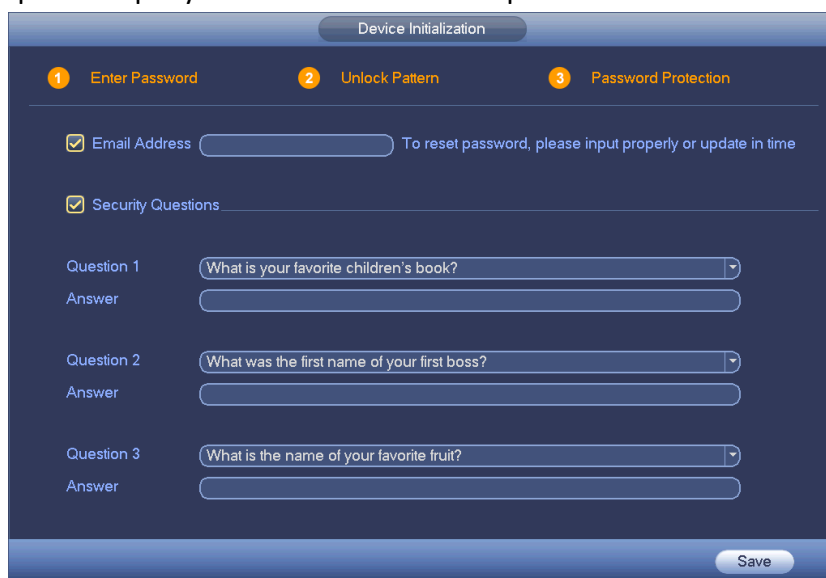 Device Initialization
1 Enter Password 2 Unlock Pattern 3 Password Protection
Email Address To reset password, please input properly or update in time
Security Questions
Question 1 What is your favorite children's book?
Answer
Question 2 What was the first name of your first boss?
Answer
Question 3 What is the name of your favorite fruit?
Answer
Save